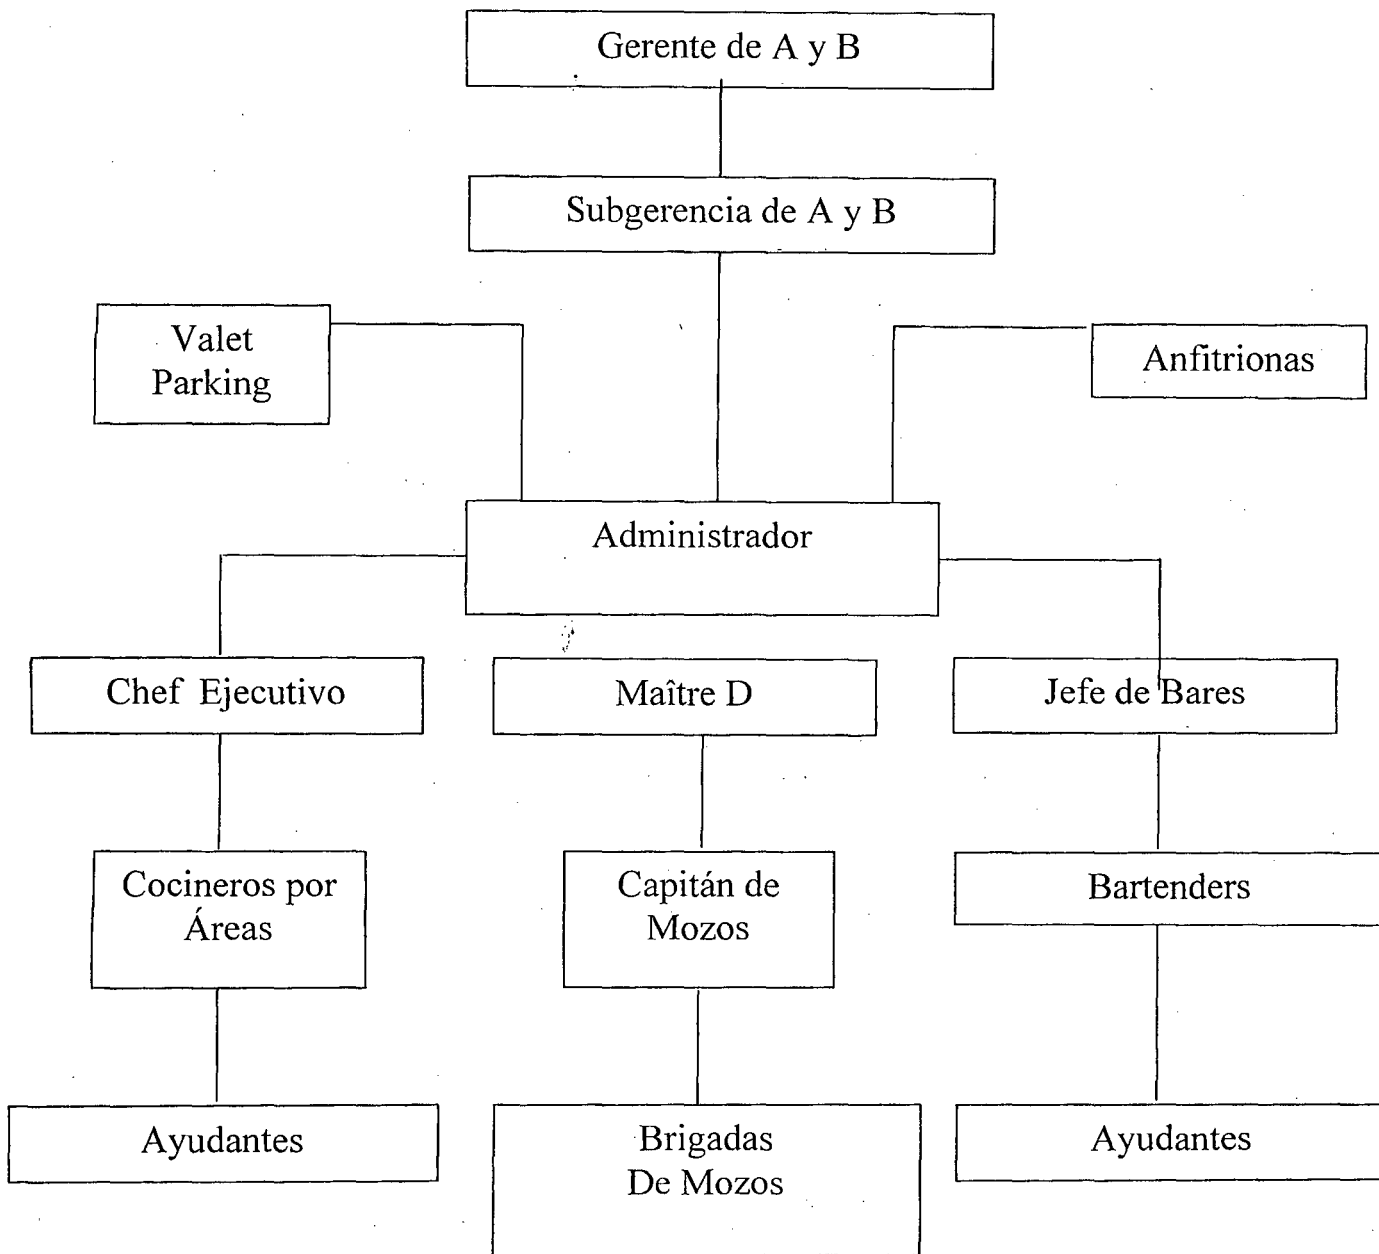 Gerente de A y B
Subgerencia de A y B
Valet
Parking
Anfitrionas
Administrador
Chef Ejecutivo
Maître D
Jefe de Bares
Cocineros por
Áreas
Capitán de
Mozos
Bartenders
Ayudantes
Brigadas
De Mozos
Ayudantes